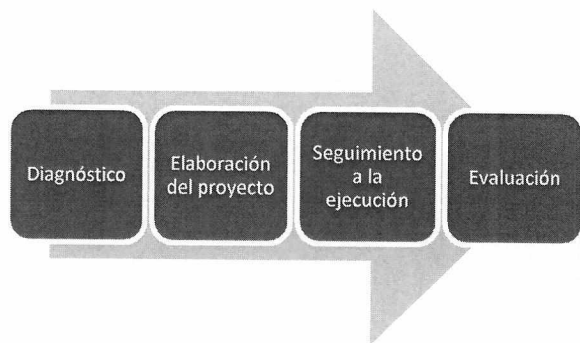 Diagnóstico
Elaboración
del proyecto
Seguimiento
a la
ejecución
Evaluación